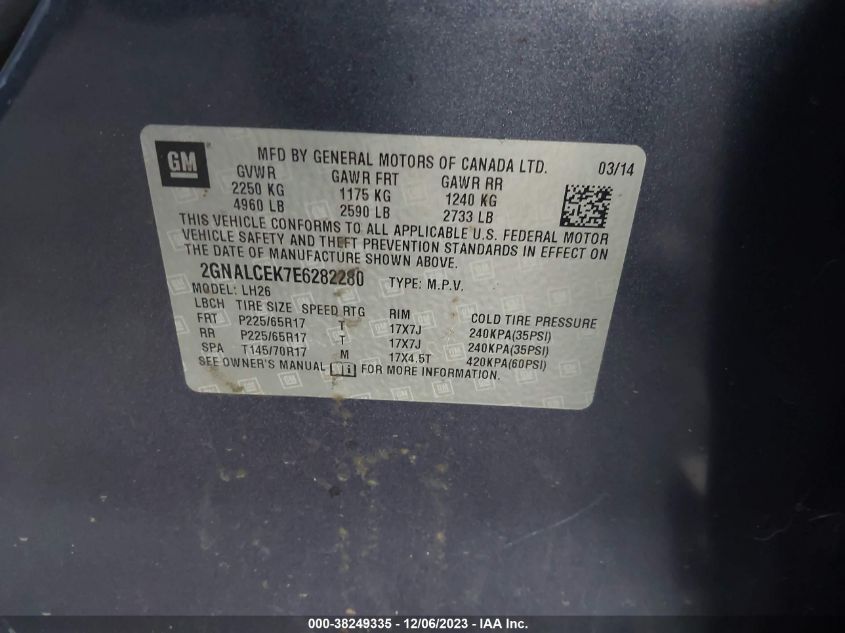 GM
MFD BY GENERAL MOTORS OF CANADA LTD. 03/14
GVWR GAWR FRT GAWR RR
2250 KG 1175 KG 1240 KG
4960 LB 2590 LB 2733 LB
THIS VEHICLE CONFORMS TO ALL APPLICABLE U.S. FEDERAL MOTOR
VEHICLE SAFETY AND THEFT PREVENTION STANDARDS IN EFFECT ON
THE DATE OF MANUFACTURE SHOWN ABOVE.
2GNALCEK7E6282280 TYPE: M.P.V.
MODEL: LH26
LBCH TIRE SIZE SPEED RTG RIM COLD TIRE PRESSURE
FRT P225/65R17 T 17X7J 240KPA(35PSI)
RR P225/65R17 T 17X7J 240KPA(35PSI)
SPA T145/70R17 M 17X4.5T 420KPA(60PSI)
SEE OWNER'S MANUAL FOR MORE INFORMATION.
000-38249335 - 12/06/2023 - IAA Inc.